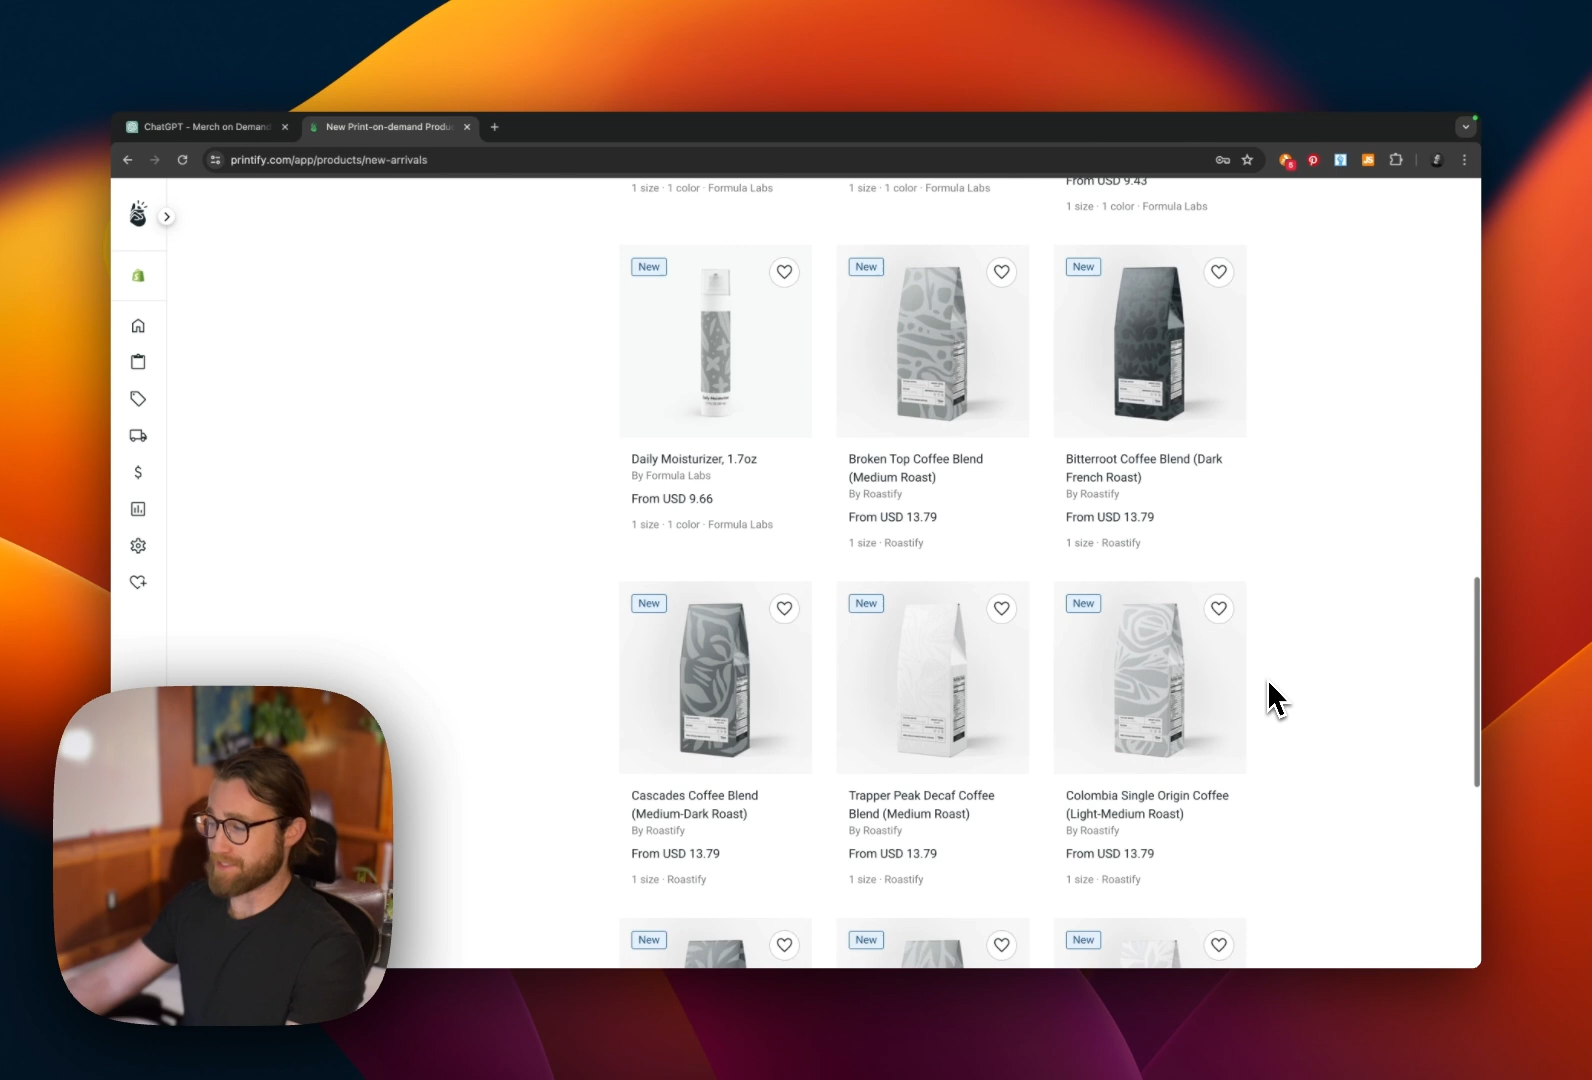 ChatGPT - Merch on Demand
New Print-on-demand Produ
printify.com/app/products/new-arrivals
5
JS
1 size · 1 color · Formula Labs
1 size · 1 color · Formula Labs
From USD 9.43
1 size · 1 color · Formula Labs
New
New
New
Daily Moisturizer, 1.7oz
By Formula Labs
From USD 9.66
1 size · 1 color · Formula Labs
Broken Top Coffee Blend
(Medium Roast)
By Roastify
From USD 13.79
1 size · Roastify
Bitterroot Coffee Blend (Dark
French Roast)
By Roastify
From USD 13.79
1 size · Roastify
New
New
New
Cascades Coffee Blend
(Medium-Dark Roast)
By Roastify
From USD 13.79
1 size · Roastify
Trapper Peak Decaf Coffee
Blend (Medium Roast)
By Roastify
From USD 13.79
1 size · Roastify
Colombia Single Origin Coffee
(Light-Medium Roast)
By Roastify
From USD 13.79
1 size · Roastify
New
New
New